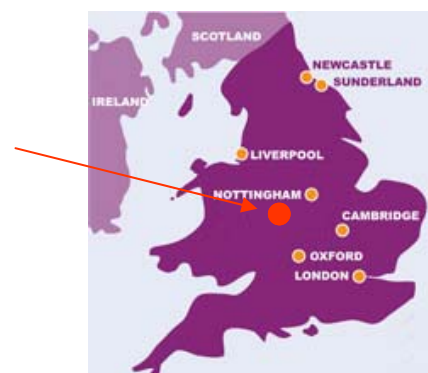 SCOTLAND
NEWCASTLE
SUNDERLAND
IRELAND
LIVERPOOL
NOTTINGHAM
CAMBRIDGE
OXFORD
LONDON